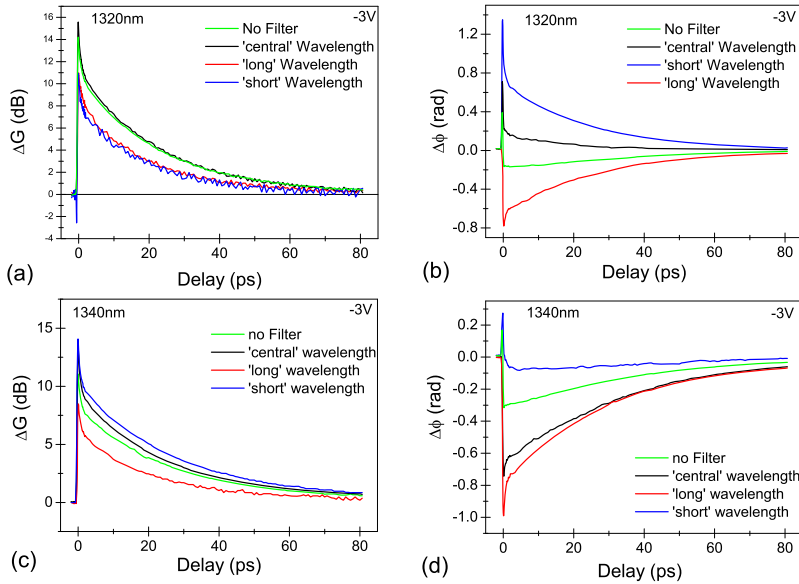 1320nm
-3V
No Filter
'central' Wavelength
'long' Wavelength
'short' Wavelength
16
14
12
10
8
6
4
2
0
-2
-4
ΔG (dB)
0
20
40
60
80
Delay (ps)
(a)
1320nm
-3V
No Filter
'central' Wavelength
'short' Wavelength
'long' Wavelength
1.2
0.8
0.4
0.0
-0.4
-0.8
Δϕ (rad)
0
20
40
60
80
Delay (ps)
(b)
1340nm
-3V
no Filter
'central' wavelength
'long' wavelength
'short' wavelength
15
10
5
0
ΔG (dB)
0
20
40
60
80
Delay (ps)
(c)
1340nm
-3V
no Filter
'central' wavelength
'long' wavelength
'short' wavelength
0.2
0.0
-0.2
-0.4
-0.6
-0.8
-1.0
Δϕ (rad)
0
20
40
60
80
Delay (ps)
(d)